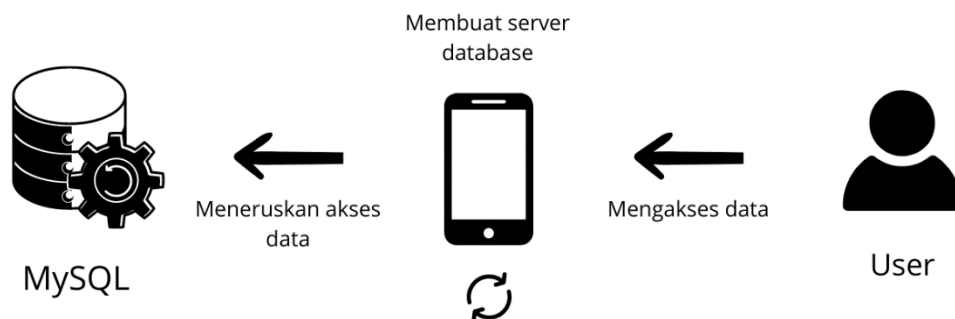 Membuat server
database
Meneruskan akses
data
Mengakses data
MySQL
User